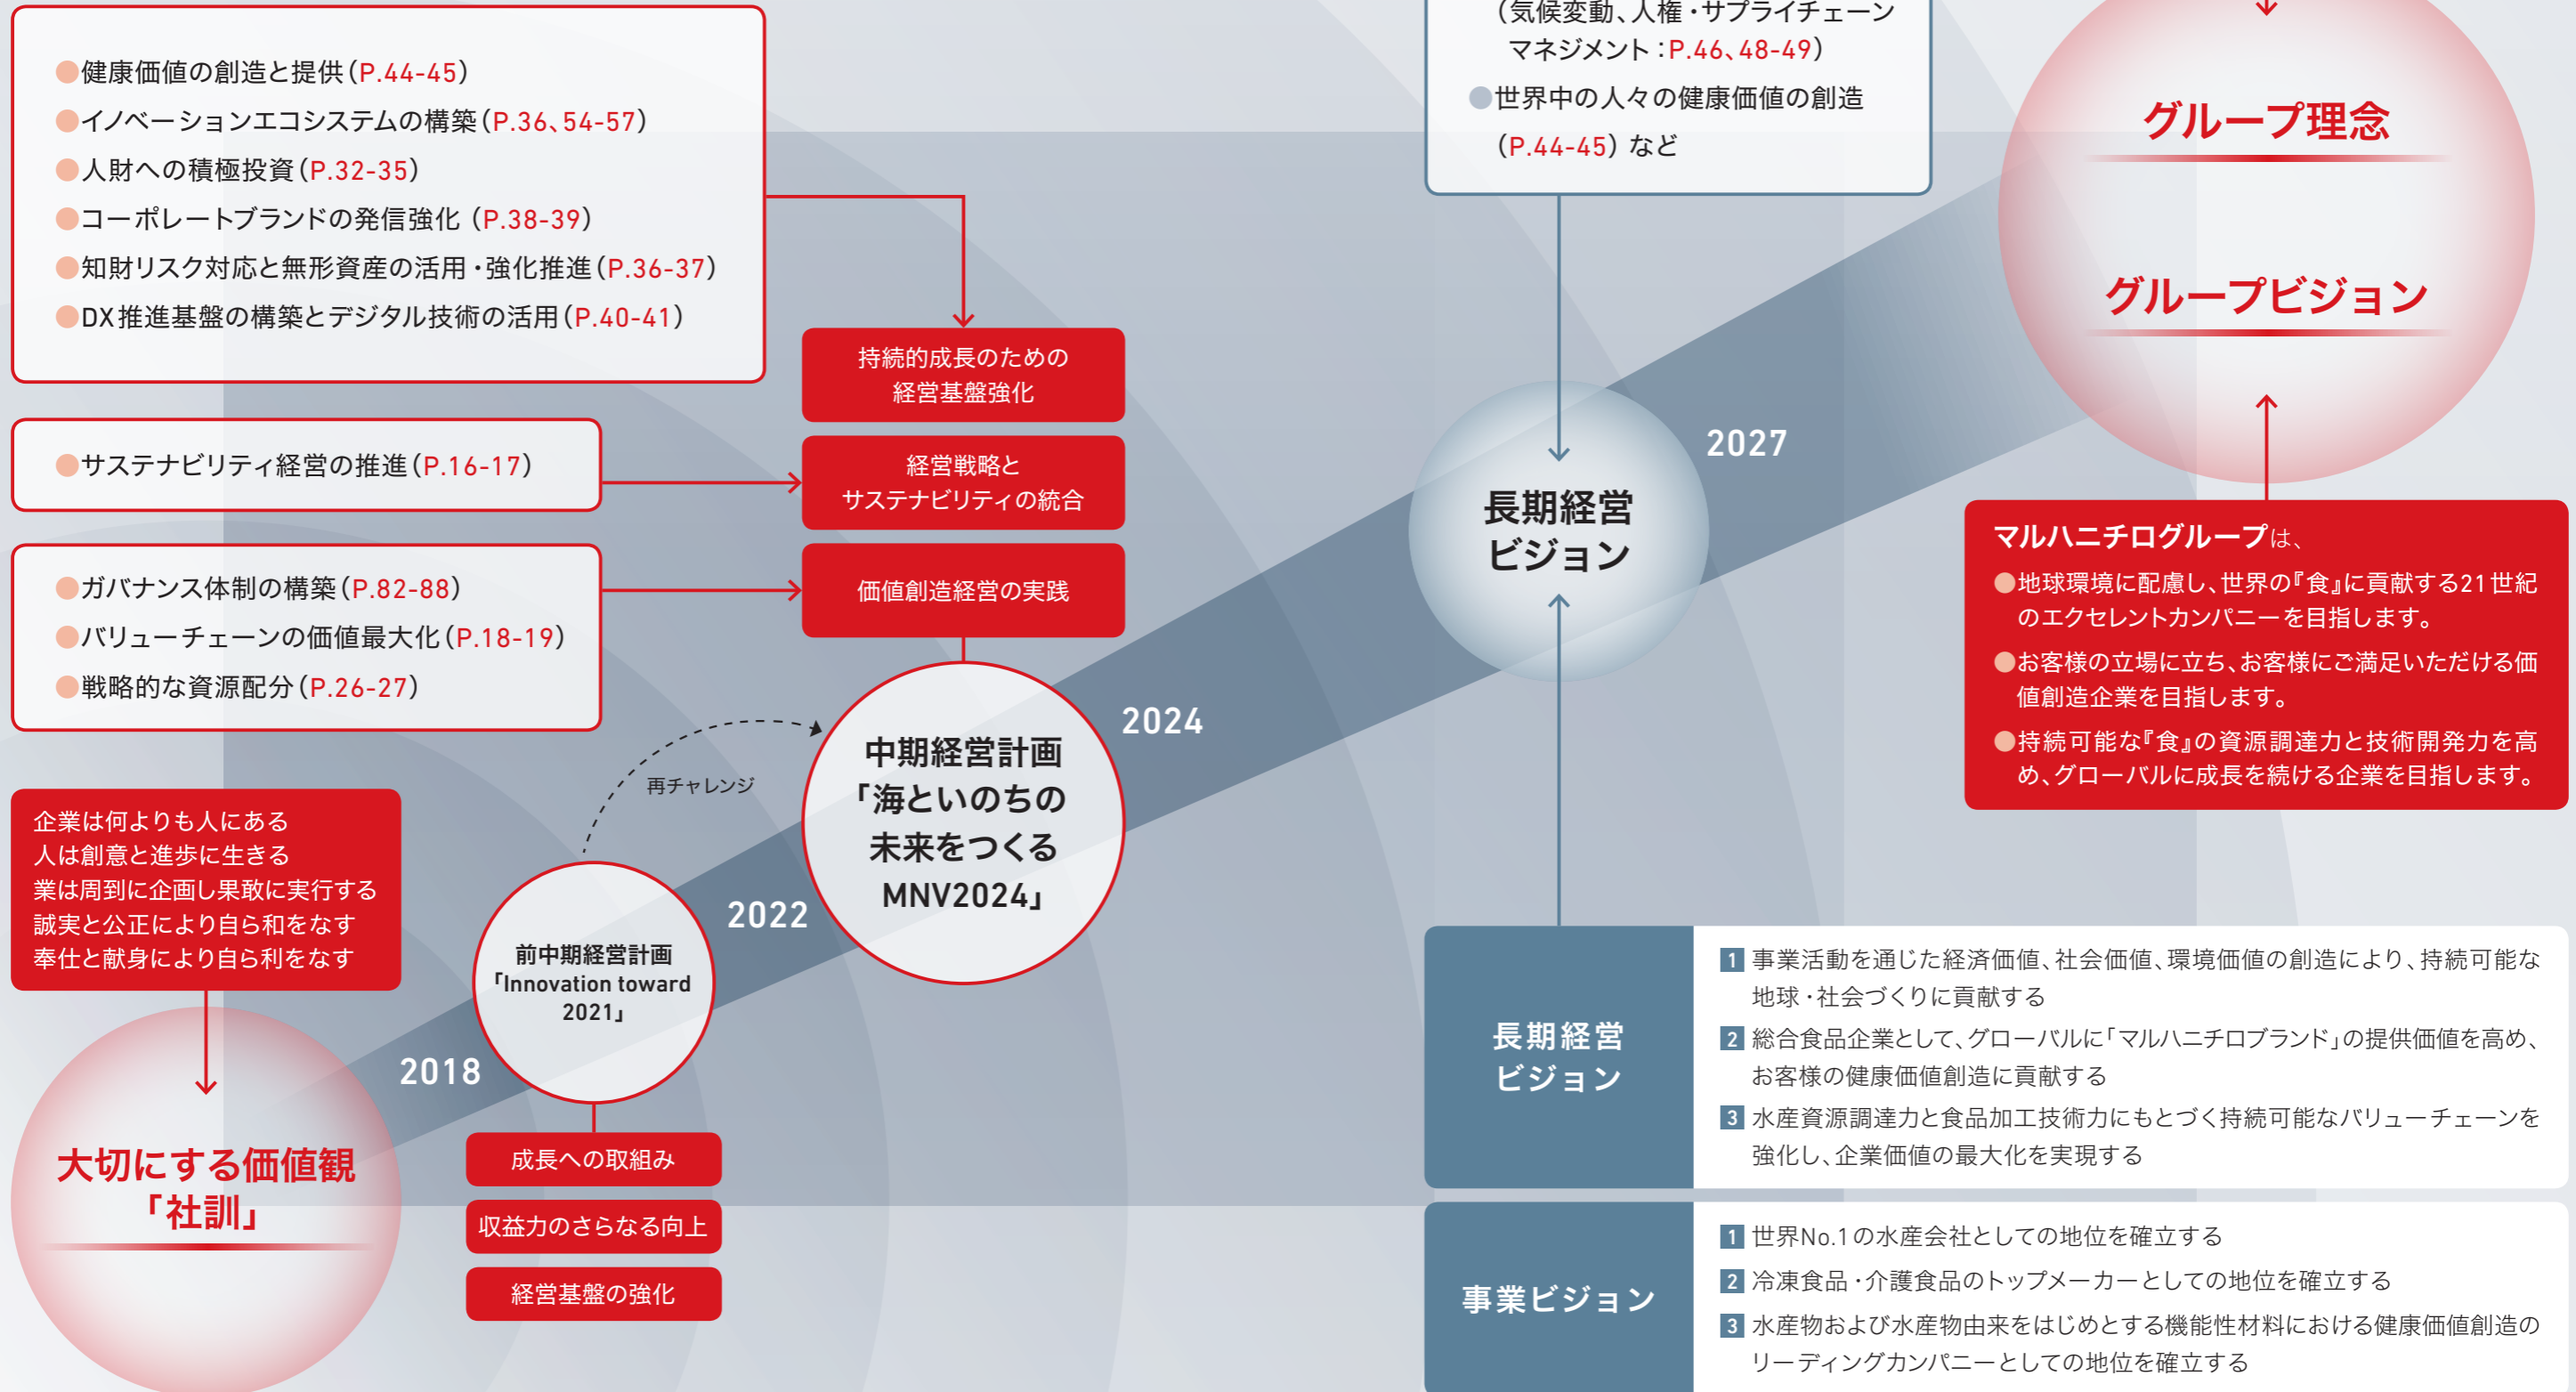 ●健康価値の創造と提供（P.44-45）
●イノベーションエコシステムの構築（P.36、54-57）
●人財への積極投資（P.32-35）
●コーポレートブランドの発信強化（P.38-39）
●知財リスク対応と無形資産の活用・強化推進（P.36-37）
●DX推進基盤の構築とデジタル技術の活用（P.40-41）
●サステナビリティ経営の推進（P.16-17）
●ガバナンス体制の構築（P.82-88）
●バリューチェーンの価値最大化（P.18-19）
●戦略的な資源配分（P.26-27）
持続的成長のための
経営基盤強化
経営戦略と
サステナビリティの統合
価値創造経営の実践
企業は何よりも人にある
人は創意と進歩に生きる
業は周到に企画し果敢に実行する
誠実と公正により自ら和をなす
奉仕と献身により自ら利をなす
大切にする価値観
「社訓」
2018
前中期経営計画
「Innovation toward
2021」
成長への取組み
収益力のさらなる向上
経営基盤の強化
再チャレンジ
2022
中期経営計画
「海といのちの
未来をつくる
MNV2024」
2024
（気候変動、人権・サプライチェーン
マネジメント：P.46、48-49）
●世界中の人々の健康価値の創造
（P.44-45）など
長期経営
ビジョン
2027
グループ理念
グループビジョン
マルハニチログループは、
●地球環境に配慮し、世界の『食』に貢献する21世紀
のエクセレントカンパニーを目指します。
●お客様の立場に立ち、お客様にご満足いただける価
値創造企業を目指します。
●持続可能な『食』の資源調達力と技術開発力を高
め、グローバルに成長を続ける企業を目指します。
長期経営
ビジョン
1 事業活動を通じた経済価値、社会価値、環境価値の創造により、持続可能な
地球・社会づくりに貢献する
2 総合食品企業として、グローバルに「マルハニチロブランド」の提供価値を高め、
お客様の健康価値創造に貢献する
3 水産資源調達力と食品加工技術力にもとづく持続可能なバリューチェーンを
強化し、企業価値の最大化を実現する
事業ビジョン
1 世界No.1の水産会社としての地位を確立する
2 冷凍食品・介護食品のトップメーカーとしての地位を確立する
3 水産物および水産物由来をはじめとする機能性材料における健康価値創造の
リーディングカンパニーとしての地位を確立する